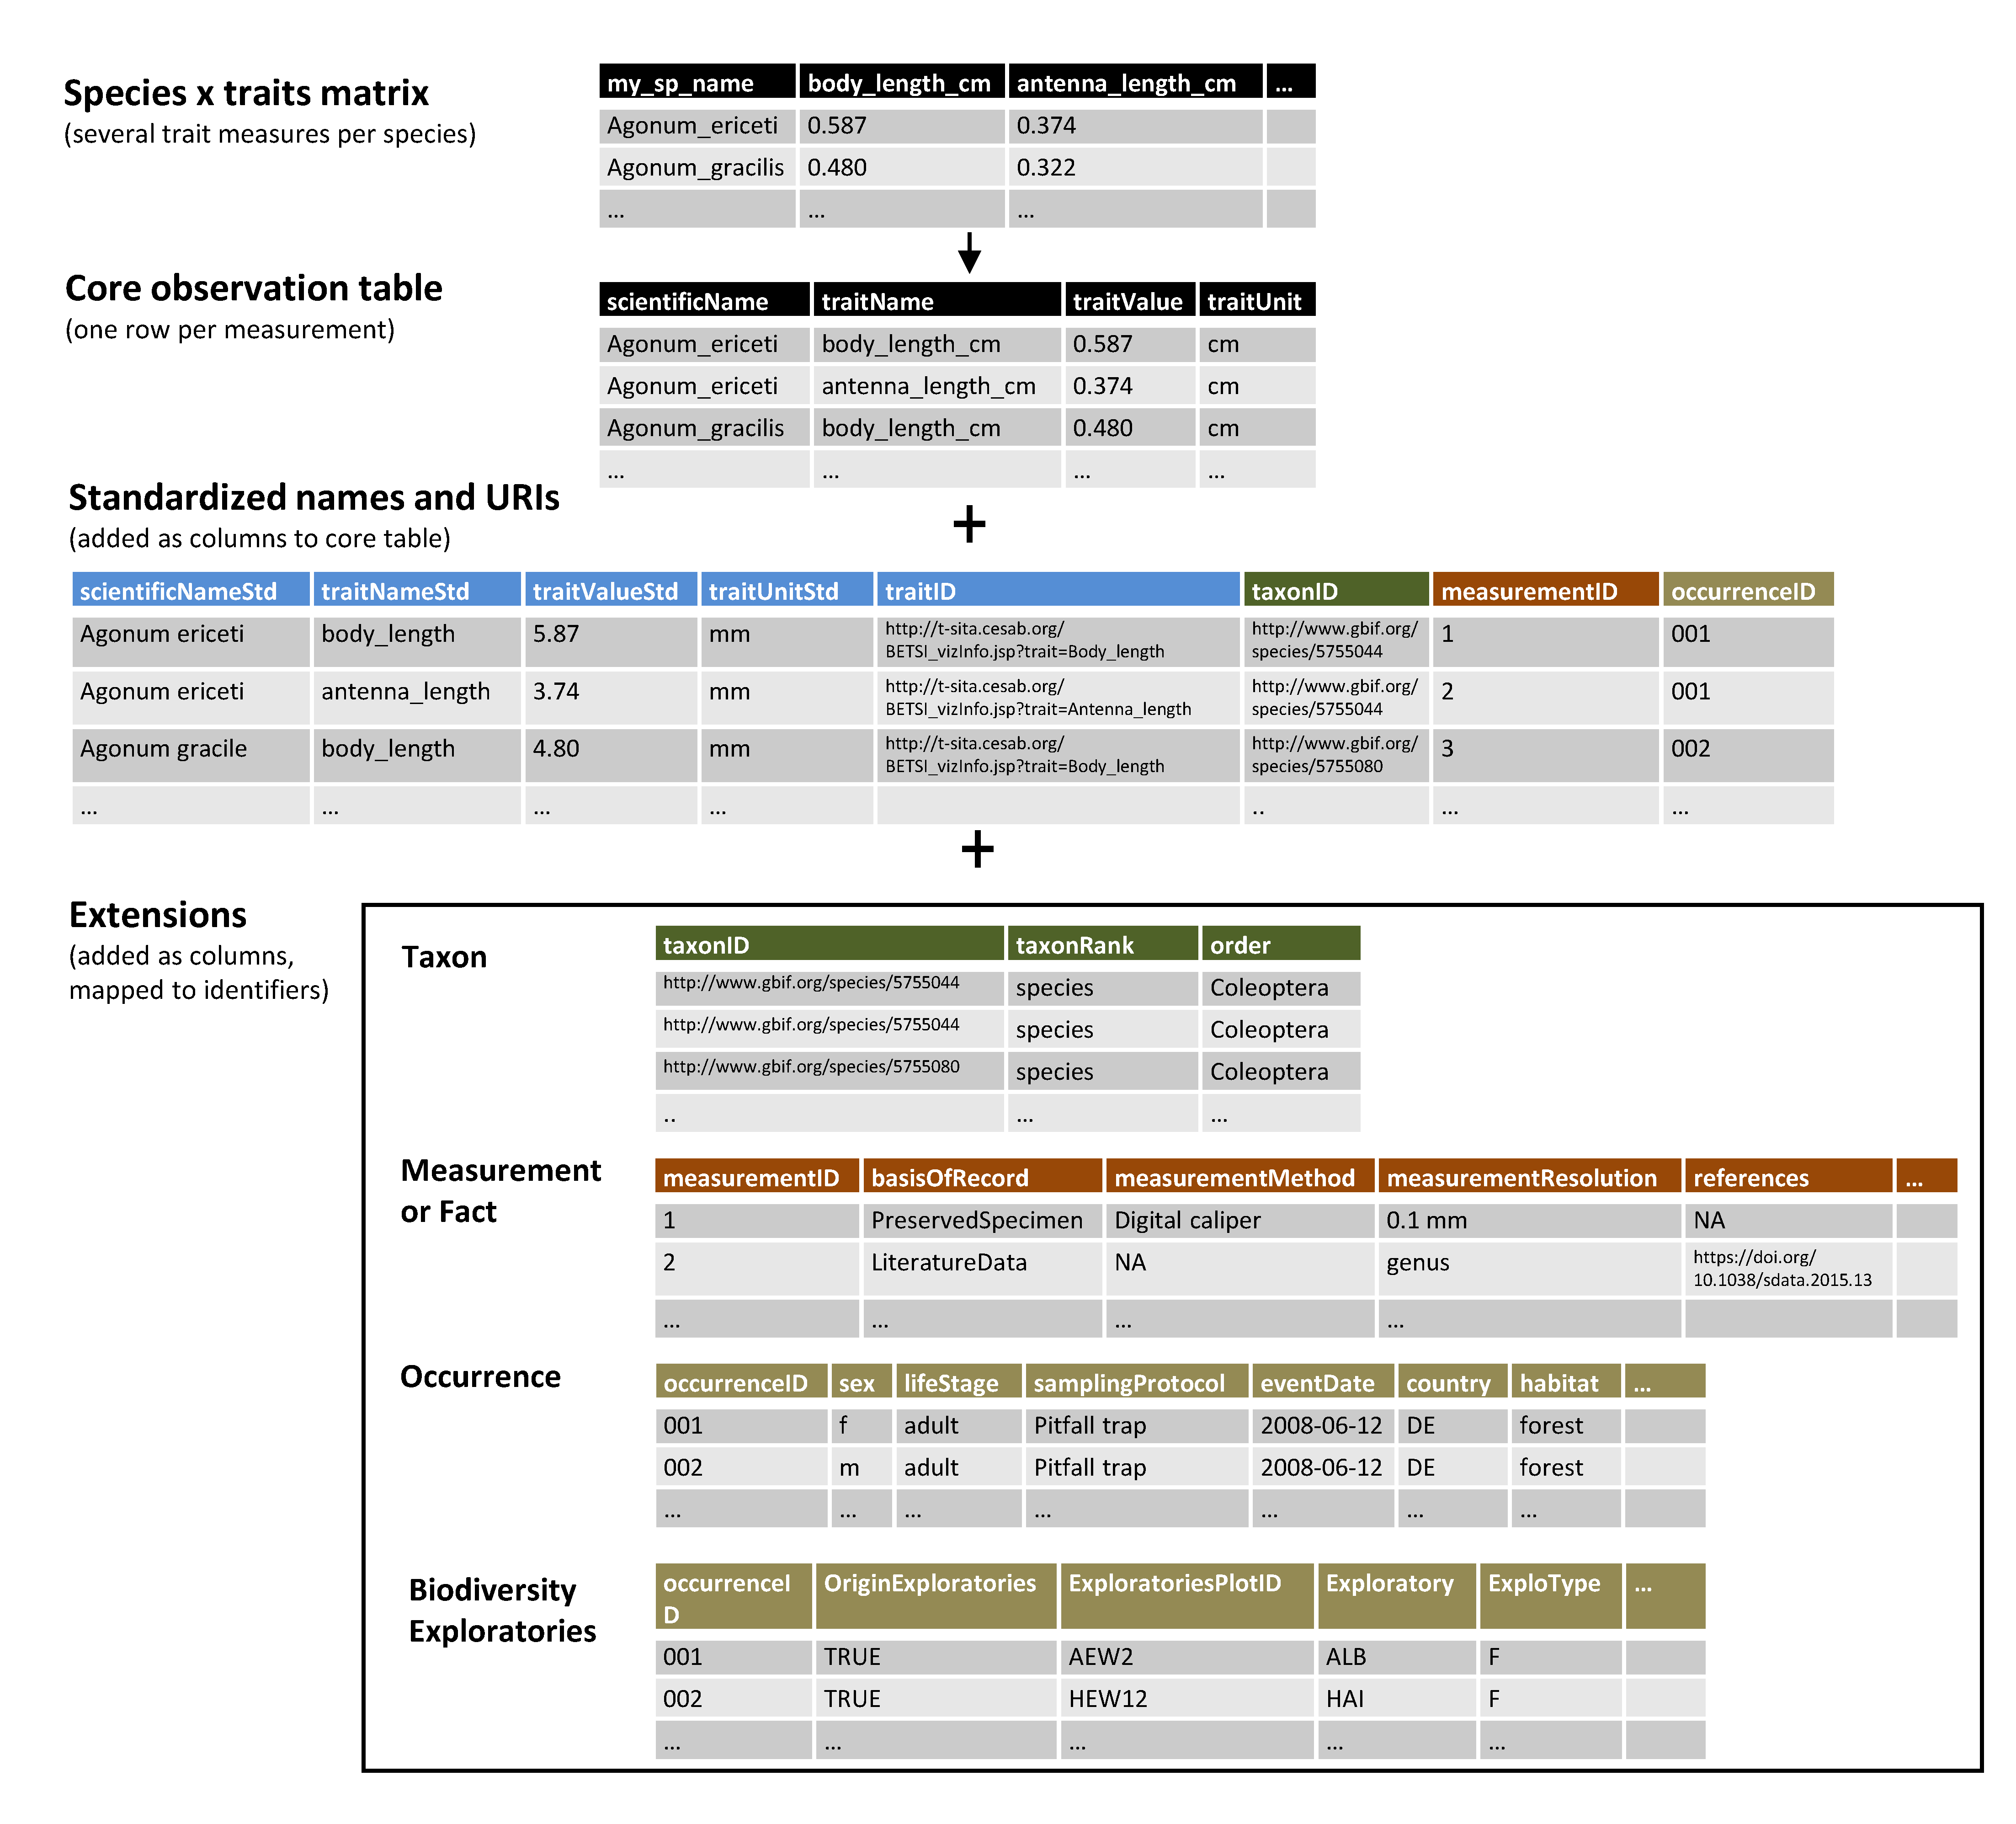 Species x traits matrix
(several trait measures per species)
my_sp_name body_length_cm antenna_length_cm ...
Agonum_ericeti 0.587 0.374
Agonum_gracilis 0.480 0.322
... ... ...
Core observation table
(one row per measurement)
scientificName traitName traitValue traitUnit
Agonum_ericeti body_length_cm 0.587 cm
Agonum_ericeti antenna_length_cm 0.374 cm
Agonum_gracilis body_length_cm 0.480 cm
... ... ... ...
Standardized names and URIs
(added as columns to core table)
+
scientificNameStd traitNameStd traitValueStd traitUnitStd traitID taxonID measurementID occurrenceID
Agonum ericeti body_length 5.87 mm http://t-sita.cesab.org/ http://www.gbif.org/ 1 001
BETSI_vizInfo.jsp?trait=Body_length species/5755044
Agonum ericeti antenna_length 3.74 mm http://t-sita.cesab.org/ http://www.gbif.org/ 2 001
BETSI_vizInfo.jsp?trait=Antenna_length species/5755044
Agonum gracile body_length 4.80 mm http://t-sita.cesab.org/ http://www.gbif.org/ 3 002
BETSI_vizInfo.jsp?trait=Body_length species/5755080
... ... ... ... .. ... ...
+
Extensions
(added as columns,
mapped to identifiers)
Taxon
taxonID taxonRank order
http://www.gbif.org/species/5755044 species Coleoptera
http://www.gbif.org/species/5755044 species Coleoptera
http://www.gbif.org/species/5755080 species Coleoptera
.. ... ...
Measurement
or Fact
measurementID basisOfRecord measurementMethod measurementResolution references ...
1 PreservedSpecimen Digital caliper 0.1 mm NA
2 LiteratureData NA genus https://doi.org/
10.1038/sdata.2015.13
... ... ... ...
Occurrence
occurrenceID sex lifeStage samplingProtocol eventDate country habitat ...
001 f adult Pitfall trap 2008-06-12 DE forest
002 m adult Pitfall trap 2008-06-12 DE forest
... ... ... ... ... ... ...
Biodiversity
Exploratories
occurrenceI OriginExploratories ExploratoriesPlotID Exploratory ExploType ...
D
001 TRUE AEW2 ALB F
002 TRUE HEW12 HAI F
... ... ... ... ...